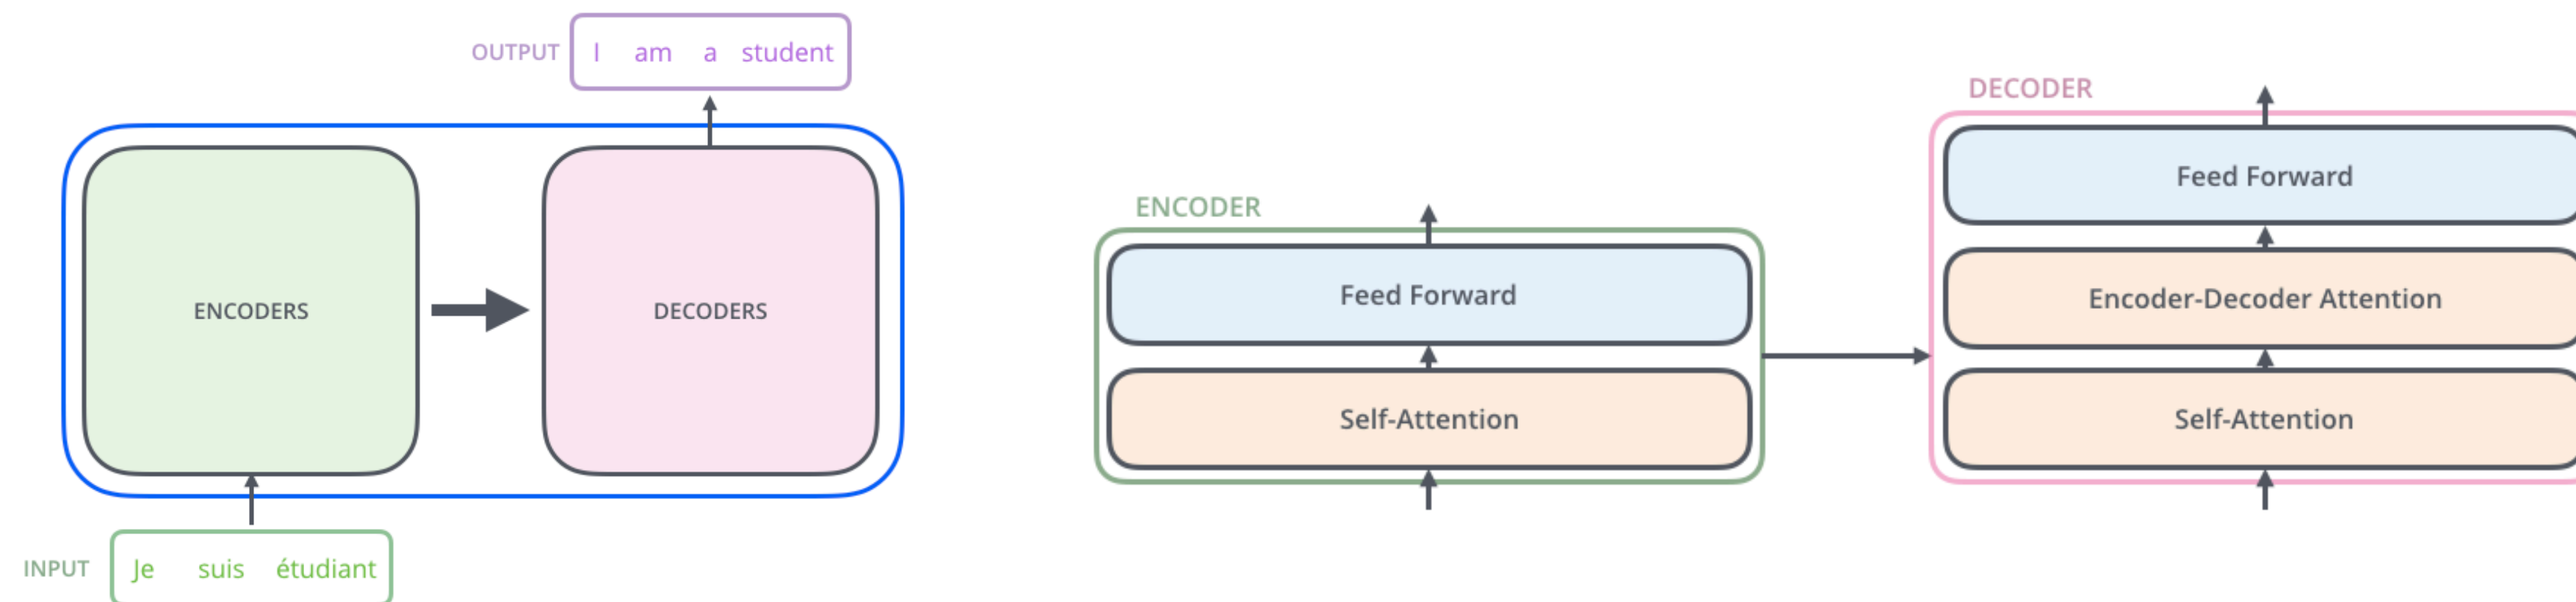 OUTPUT I am a student
ENCODERS
DECODERS
INPUT Je suis étudiant
ENCODER
Feed Forward
Self-Attention
DECODER
Feed Forward
Encoder-Decoder Attention
Self-Attention